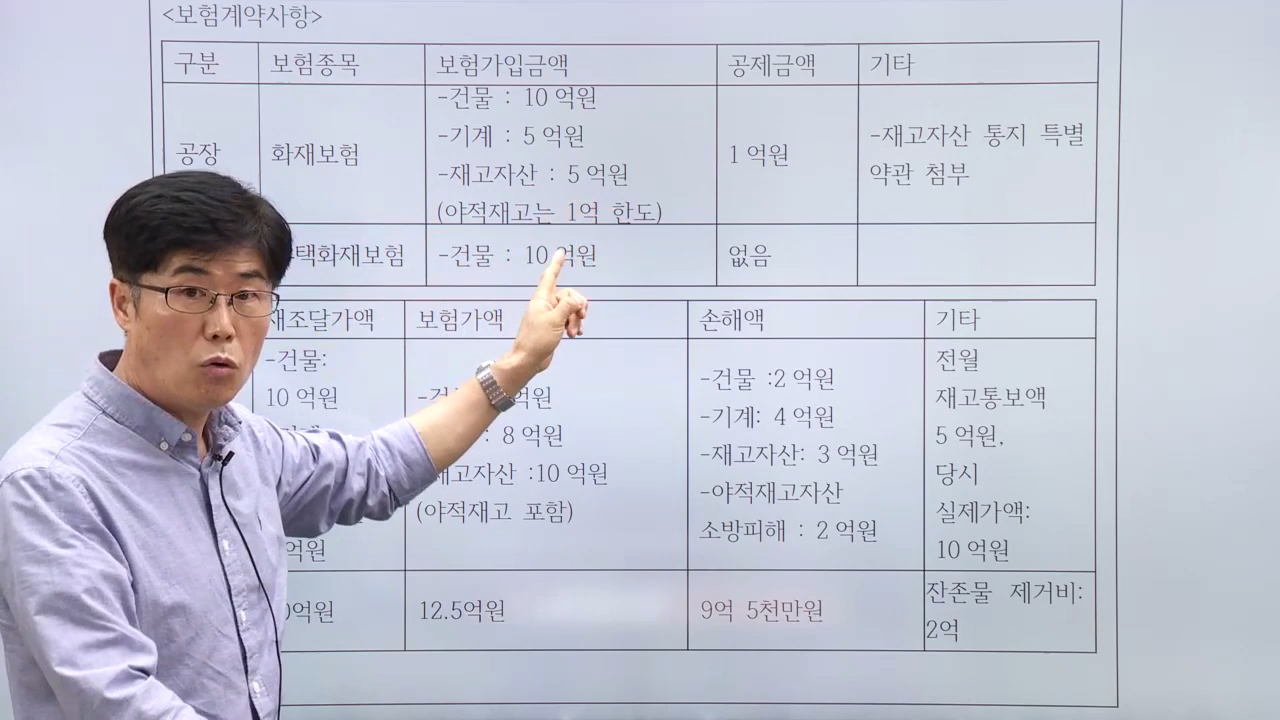 <보험계약사항>
구분 보험종목 보험가입금액 공제금액 기타
공장 화재보험 -건물 : 10 억원
-기계 : 5 억원
-재고자산 : 5 억원
(야적재고는 1억 한도)
1 억원
-재고자산 통지 특별
약관 첨부
택화재보험 -건물 : 10 억원 없음
재조달가액 보험가액 손해액 기타
-건물:
10 억원
억원
억원
: 8 억원
재고자산 :10 억원
(야적재고 포함)
-건물 :2 억원
-기계: 4 억원
-재고자산: 3 억원
-야적재고자산
소방피해 : 2 억원
전월
재고통보액
5 억원,
당시
실제가액:
10 억원
0억원 12.5억원 9억 5천만원 잔존물 제거비:
2억